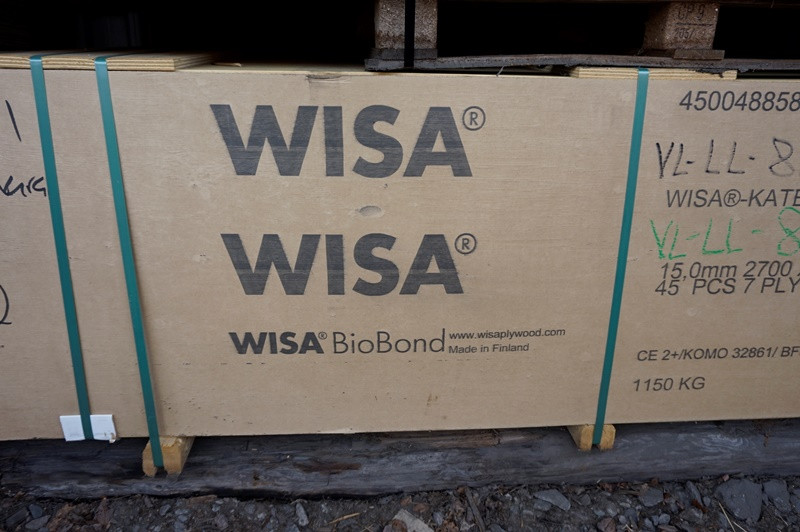 WISA®
WISA®
WISA® BioBond
www.wisaplywood.com
Made in Finland
450048858
VL-LL-8
WISA®-KATE
VL-LL-8
15,0mm 2700
45 PCS 7 PLY
CE 2+/KOMO 32861/ BF
1150 KG